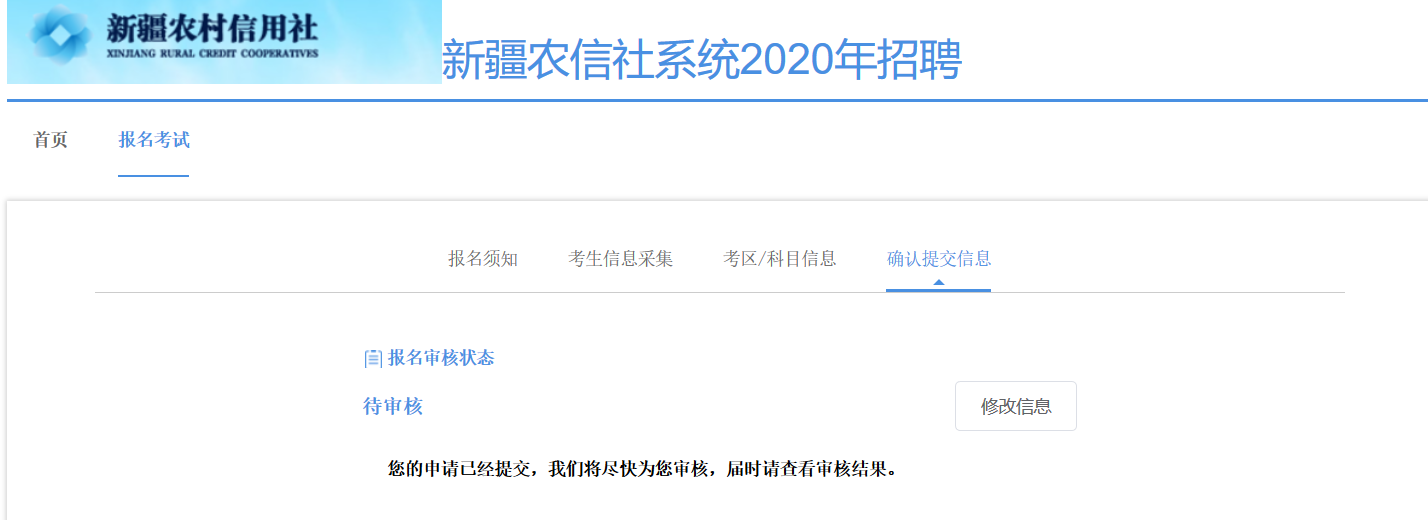 新疆农村信用社
XINJIANG RURAL CREDIT COOPERATIVES
新疆农信社系统2020年招聘
首页 报名考试
报名须知 考生信息采集 考区/科目信息 确认提交信息
报名审核状态
待审核 修改信息
您的申请已经提交，我们将尽快为您审核，届时请查看审核结果。